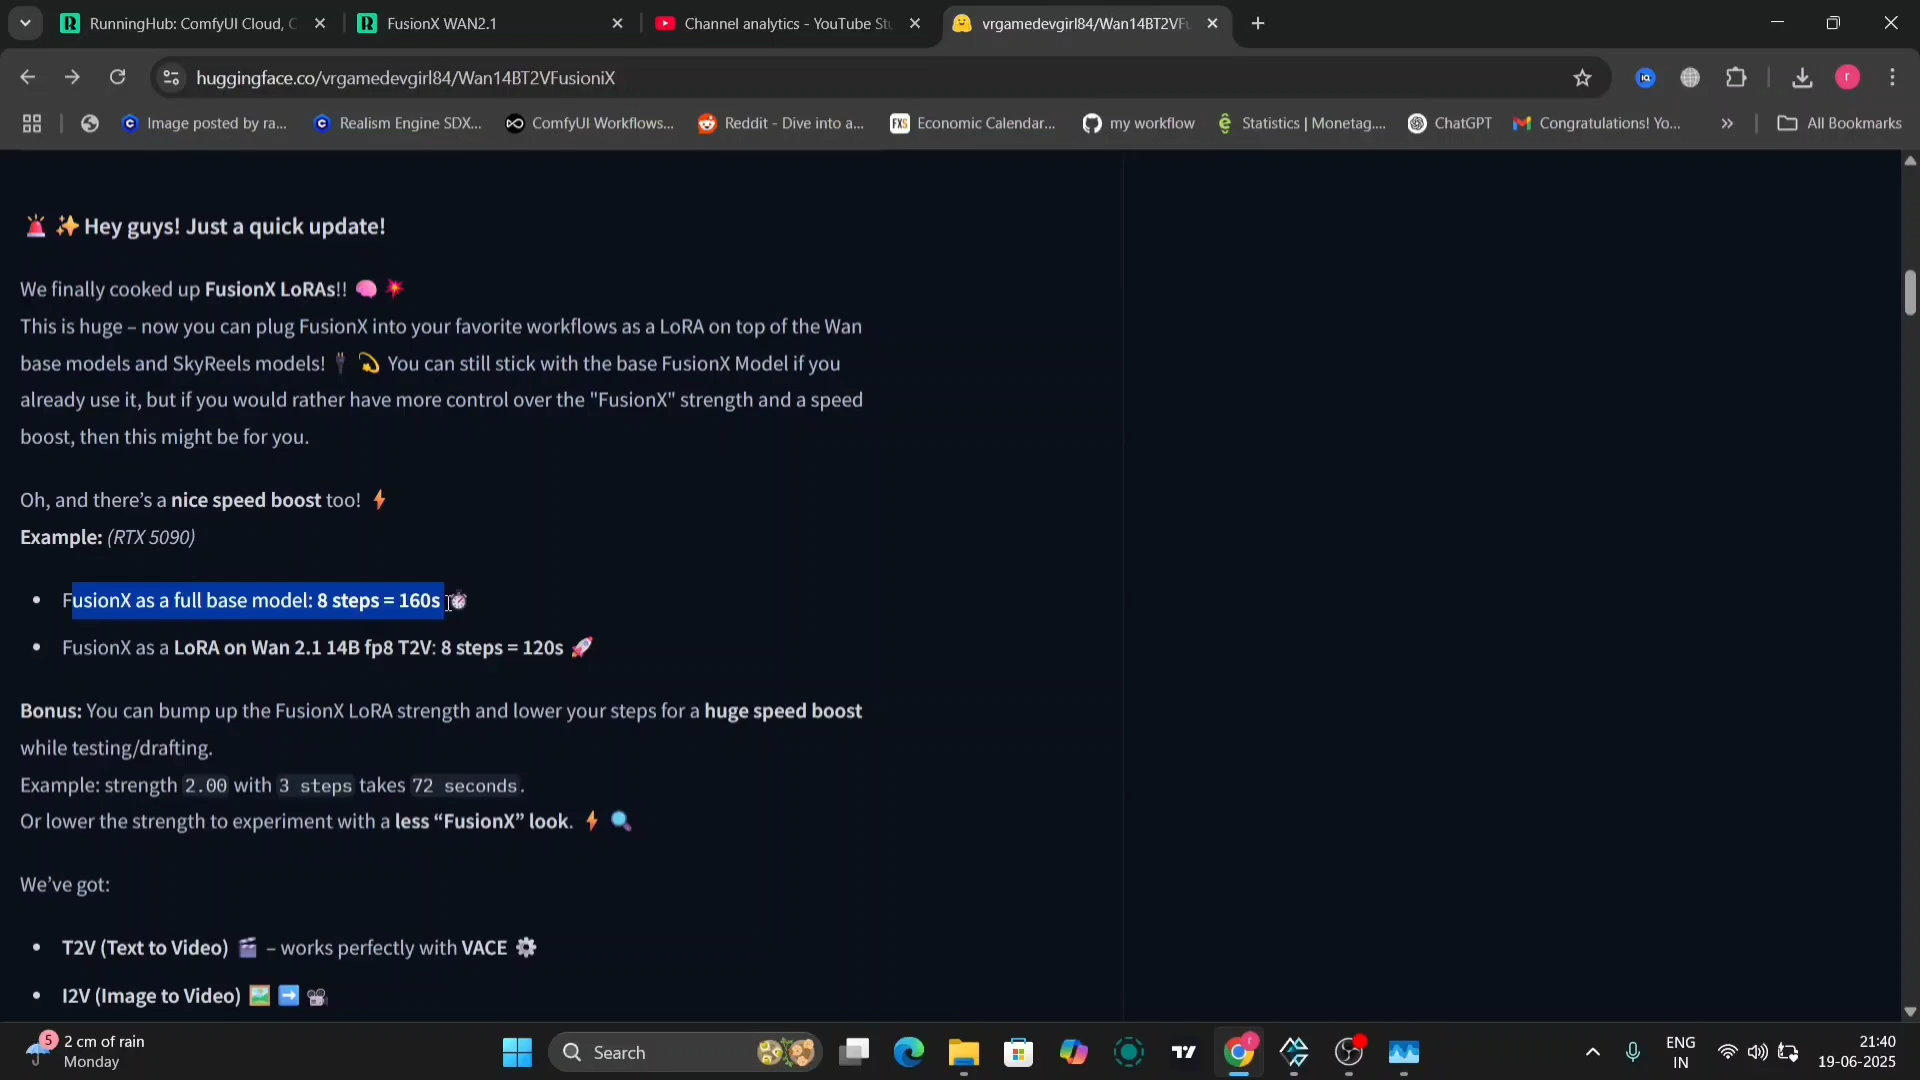 RunningHub: ComfyUI Cloud, C
FusionX WAN2.1
Channel analytics - YouTube Stu
vrgamedevgirl84/Wan14BT2VFu
huggingface.co/vrgamedevgirl84/Wan14BT2VFusioniX
Image posted by ra...
Realism Engine SDX...
ComfyUI Workflows...
Reddit - Dive into a...
FXS
Economic Calendar...
my workflow
Statistics | Monetag....
ChatGPT
Congratulations! Yo...
All Bookmarks
🚨 ✨ Hey guys! Just a quick update!
We finally cooked up FusionX LoRAs!! 🧠 💥
This is huge – now you can plug FusionX into your favorite workflows as a LoRA on top of the Wan
base models and SkyReels models! 🔌 💫 You can still stick with the base FusionX Model if you
already use it, but if you would rather have more control over the "FusionX" strength and a speed
boost, then this might be for you.
Oh, and there’s a nice speed boost too! ⚡
Example: (RTX 5090)
• FusionX as a full base model: 8 steps = 160s ⏱️
• FusionX as a LoRA on Wan 2.1 14B fp8 T2V: 8 steps = 120s 🚀
Bonus: You can bump up the FusionX LoRA strength and lower your steps for a huge speed boost
while testing/drafting.
Example: strength 2.00 with 3 steps takes 72 seconds.
Or lower the strength to experiment with a less “FusionX” look. ⚡ 🔍
We’ve got:
• T2V (Text to Video) 🎬 – works perfectly with VACE ⚙️
• I2V (Image to Video) 🖼️ ➡️ 📽️
5
2 cm of rain
Monday
Search
ENG
IN
21:40
19-06-2025